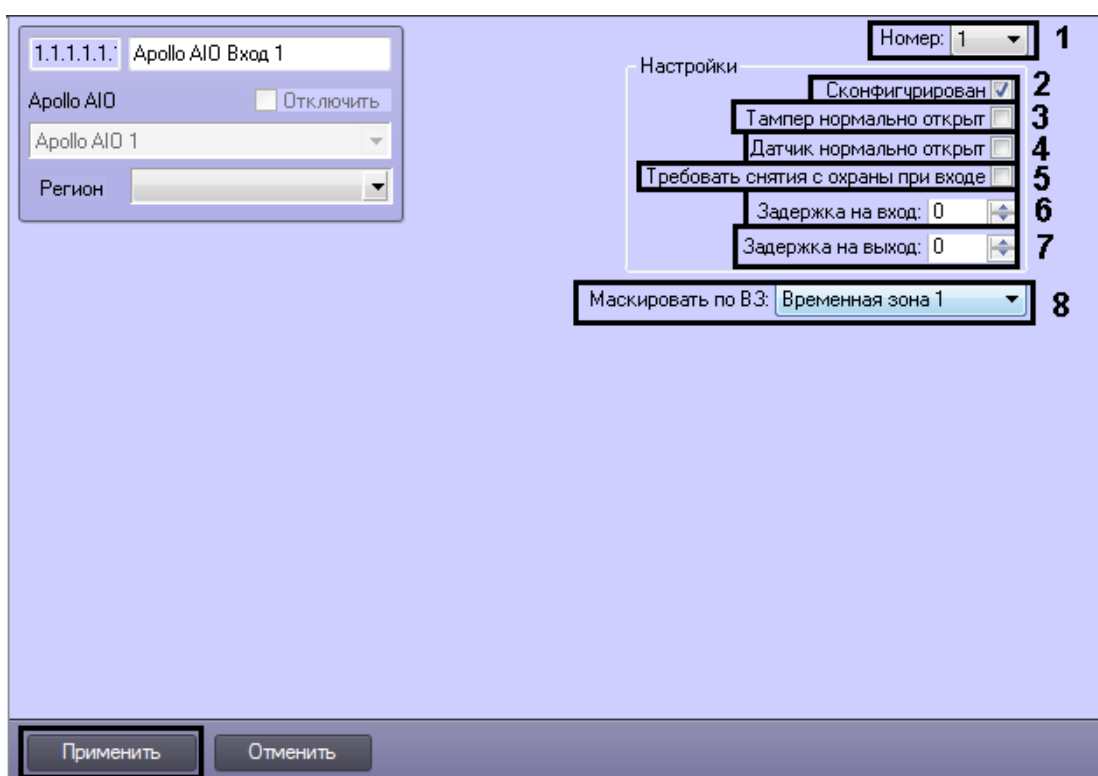 1.1.1.1.1.1 Apollo AIO Вход 1
Apollo AIO Отключить
Apollo AIO 1
Регион
Номер: 1 1
Настройки
Сконфигурирован 2
Тампер нормально открыт 3
Датчик нормально открыт 4
Требовать снятия с охраны при входе 5
Задержка на вход: 0 6
Задержка на выход: 0 7
Маскировать по ВЗ: Временная зона 1 8
Применить Отменить